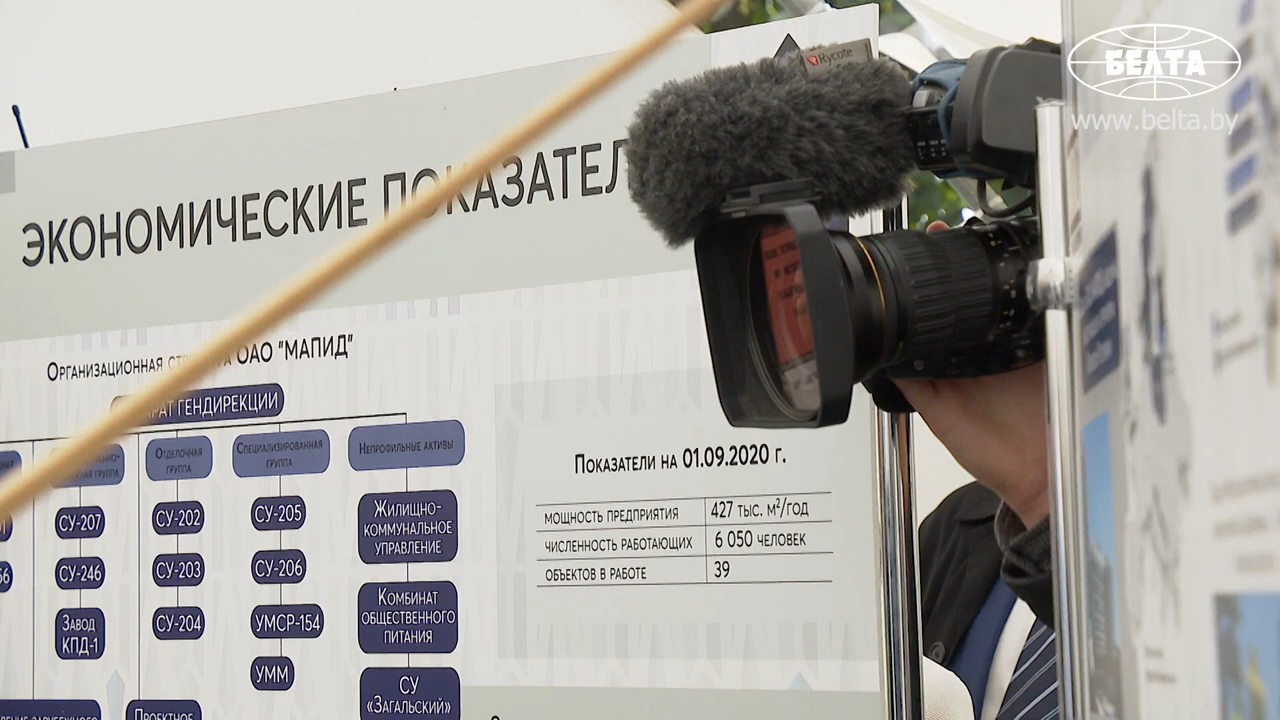 Rycote
БЕЛТА
www.belta.by
ЭКОНОМИЧЕСКИЕ ПОКАЗАТЕЛ
Организационная ОАО "МАПИД"
ГЕНДИРЕКЦИИ
группа
Отделочная
группа
Специализированная
группа
Непрофильные активы
СУ-207
СУ-246
Завод
КПД-1
СУ-202
СУ-203
СУ-204
СУ-205
СУ-206
УМСР-154
УММ
Жилищно-
коммунальное
управление
Комбинат
общественного
питания
СУ
«Загальский»
Проектное
Показатели на 01.09.2020 г.
мощность предприятия 427 тыс. м²/год
численность работающих 6 050 человек
объектов в работе 39